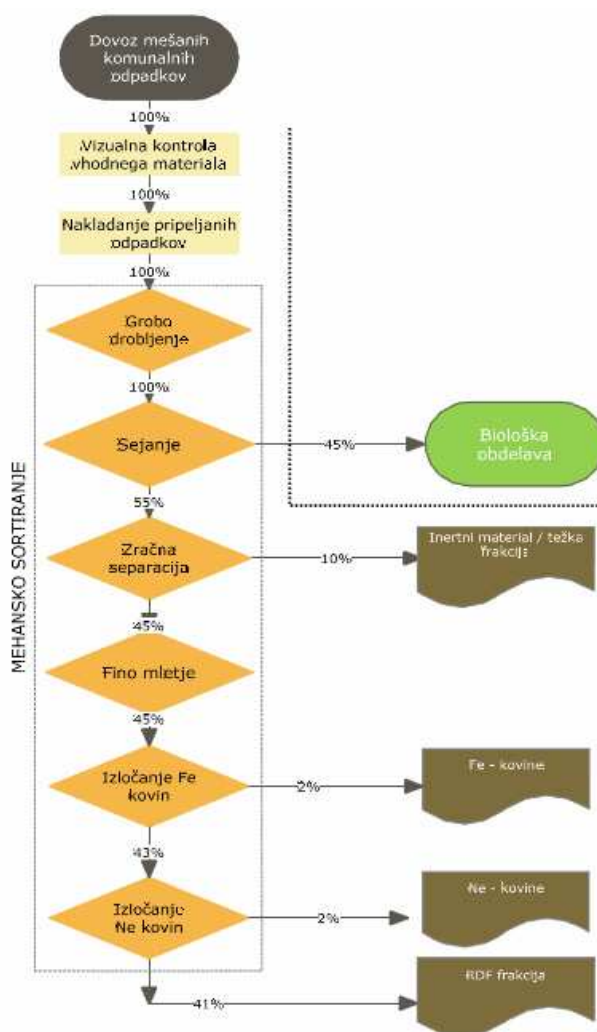 Dovoz mešanih
komunalnih
odpadkov
100%
Vizualna kontrola
vhodnega materiala
100%
Nakladanje pripeljanih
odpadkov
100%
MEHANSKO SORTIRANJE
Grobo
drobljenje
100%
Sejanje
45%
Biološka
obdelava
55%
Zračna
separacija
10%
Inertni material / težka
frakcija
45%
Fino mletje
45%
Izločanje Fe
kovin
2%
Fe - kovine
43%
Izločanje
Ne kovin
2%
Ne - kovine
41%
RDF frakcija